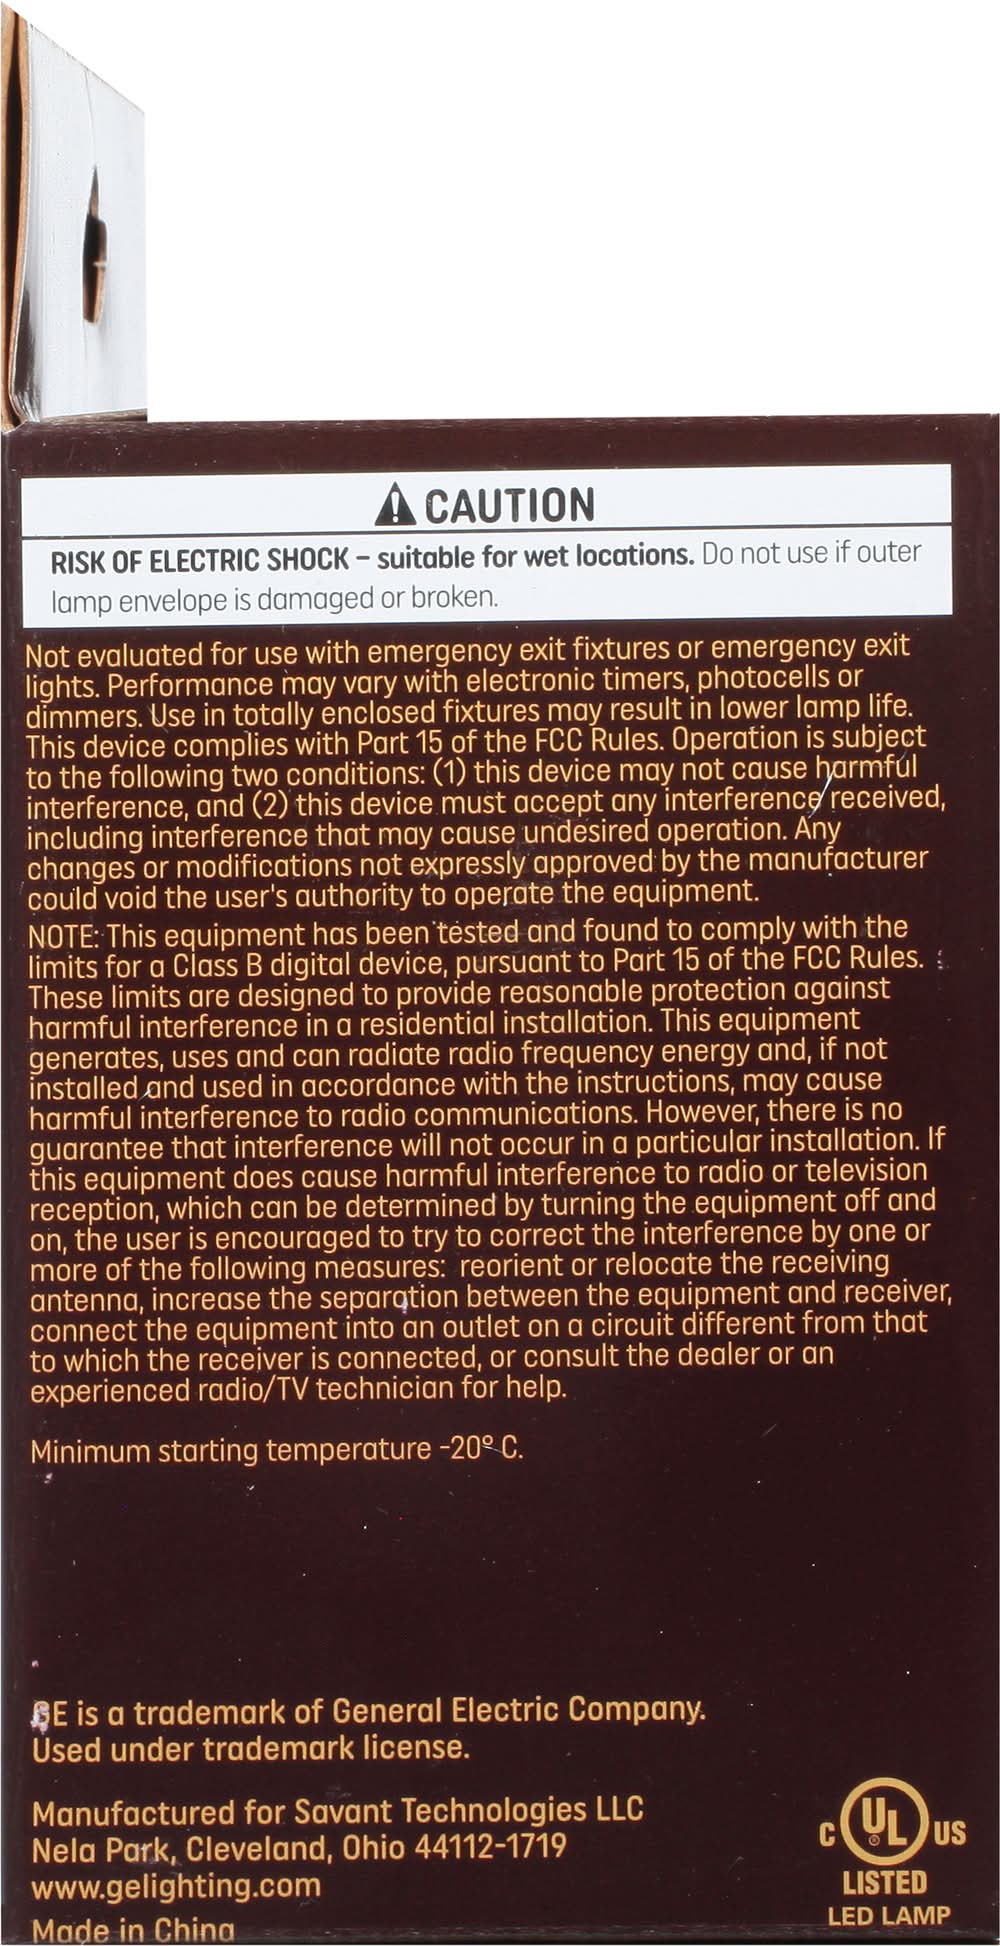 CAUTION
RISK OF ELECTRIC SHOCK – suitable for wet locations. Do not use if outer
lamp envelope is damaged or broken.
Not evaluated for use with emergency exit fixtures or emergency exit
lights. Performance may vary with electronic timers, photocells or
dimmers. Use in totally enclosed fixtures may result in lower lamp life.
This device complies with Part 15 of the FCC Rules. Operation is subject
to the following two conditions: (1) this device may not cause harmful
interference, and (2) this device must accept any interference received,
including interference that may cause undesired operation. Any
changes or modifications not expressly approved by the manufacturer
could void the user's authority to operate the equipment.
NOTE: This equipment has been tested and found to comply with the
limits for a Class B digital device, pursuant to Part 15 of the FCC Rules.
These limits are designed to provide reasonable protection against
harmful interference in a residential installation. This equipment
generates, uses and can radiate radio frequency energy and, if not
installed and used in accordance with the instructions, may cause
harmful interference to radio communications. However, there is no
guarantee that interference will not occur in a particular installation. If
this equipment does cause harmful interference to radio or television
reception, which can be determined by turning the equipment off and
on, the user is encouraged to try to correct the interference by one or
more of the following measures: reorient or relocate the receiving
antenna, increase the separation between the equipment and receiver,
connect the equipment into an outlet on a circuit different from that
to which the receiver is connected, or consult the dealer or an
experienced radio/TV technician for help.
Minimum starting temperature -20° C.
GE is a trademark of General Electric Company.
Used under trademark license.
Manufactured for Savant Technologies LLC
Nela Park, Cleveland, Ohio 44112-1719
www.gelighting.com
Made in China
C UL ® US
LISTED
LED LAMP